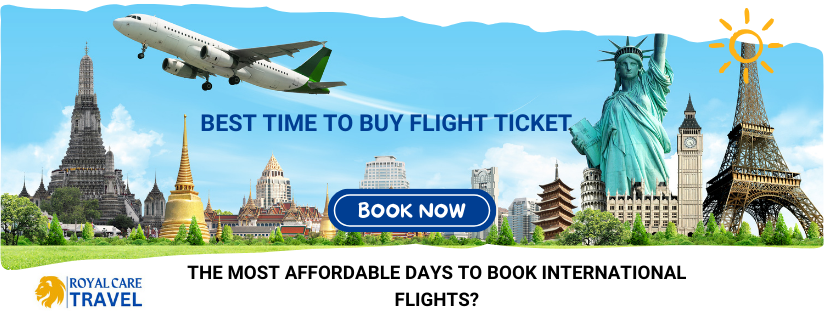 BEST TIME TO BUY FLIGHT TICKET
BOOK NOW
THE MOST AFFORDABLE DAYS TO BOOK INTERNATIONAL
FLIGHTS?
ROYAL CARE
TRAVEL